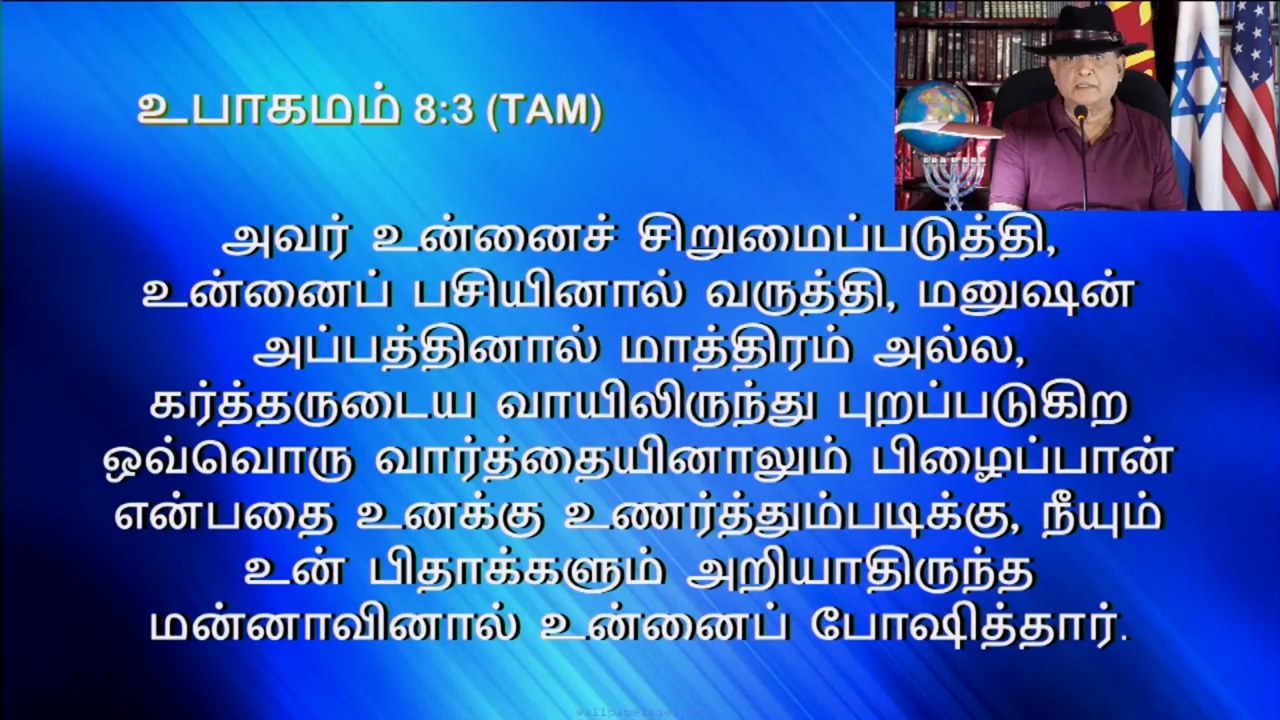 உபாகமம் 8:3 (TAM)
அவர் உன்னைச் சிறுமைப்படுத்தி,
உன்னைப் பசியினால் வருத்தி, மனுஷன்
அப்பத்தினால் மாத்திரம் அல்ல,
கர்த்தருடைய வாயிலிருந்து புறப்படுகிற
ஒவ்வொரு வார்த்தையினாலும் பிழைப்பான்
என்பதை உனக்கு உணர்த்தும்படிக்கு, நீயும்
உன் பிதாக்களும் அறியாதிருந்த
மன்னாவினால் உன்னைப் போஷித்தார்.